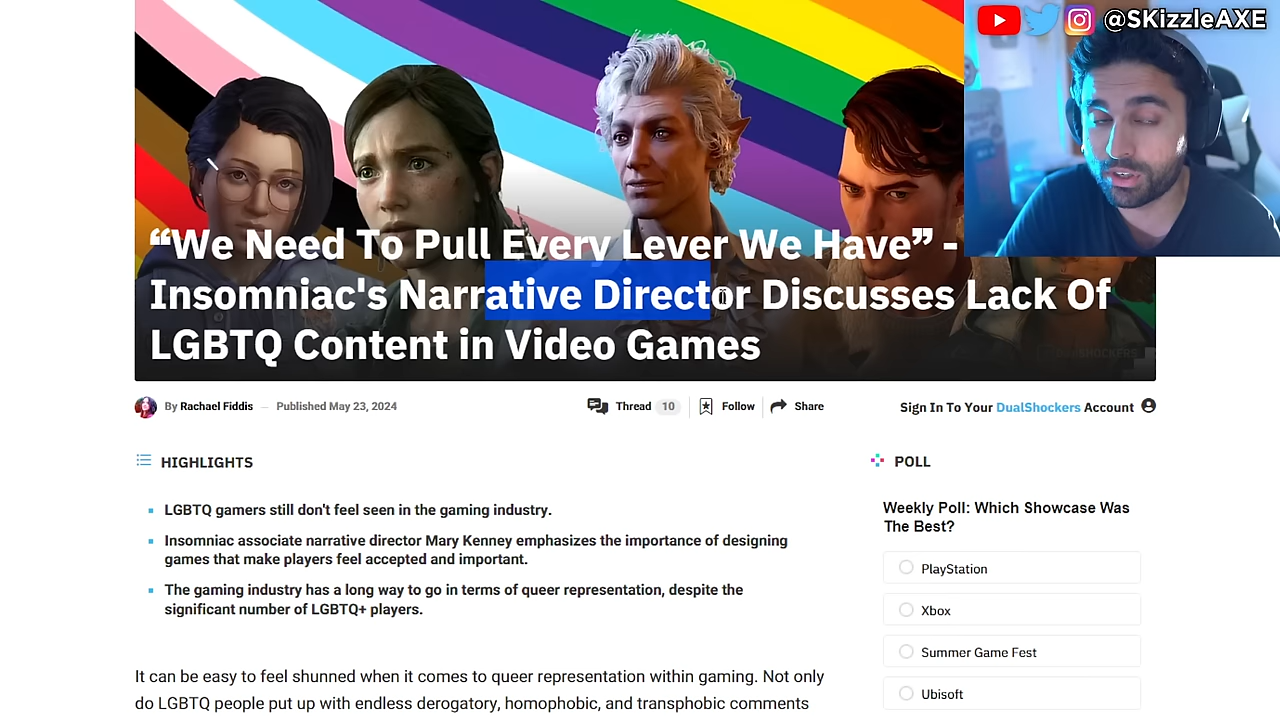 @SKizzleAXE
“We Need To Pull Every Lever We Have” -
Insomniac's Narrative Director Discusses Lack Of
LGBTQ Content in Video Games
DUALSHOCKERS
By Rachael Fiddis
Published May 23, 2024
Thread 10
Follow
Share
Sign In To Your DualShockers Account
HIGHLIGHTS
LGBTQ gamers still don't feel seen in the gaming industry.
Insomniac associate narrative director Mary Kenney emphasizes the importance of designing
games that make players feel accepted and important.
The gaming industry has a long way to go in terms of queer representation, despite the
significant number of LGBTQ+ players.
It can be easy to feel shunned when it comes to queer representation within gaming. Not only
do LGBTQ people put up with endless derogatory, homophobic, and transphobic comments
POLL
Weekly Poll: Which Showcase Was
The Best?
PlayStation
Xbox
Summer Game Fest
Ubisoft